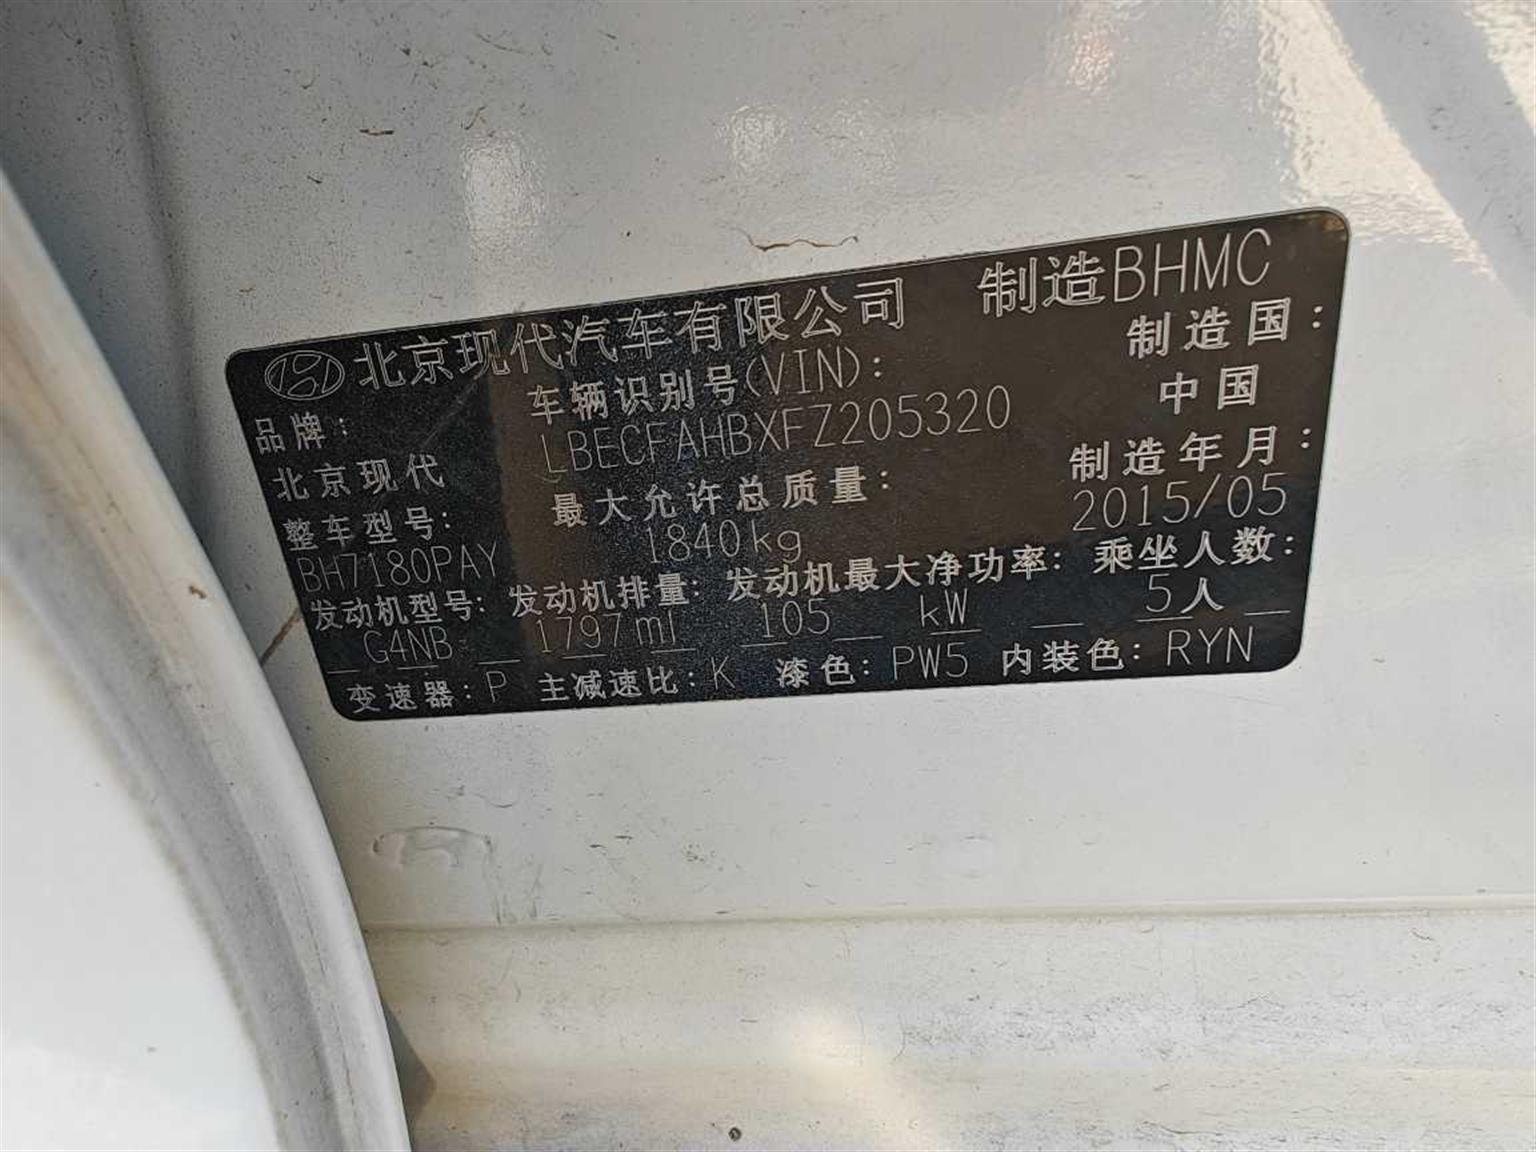 北京现代汽车有限公司 制造BHMC
品牌: 车辆识别号(VIN): 制造国:
北京现代 LBECFAHBXFZ205320 中国
整车型号: 最大允许总质量: 制造年月:
BH7180PAY 1840kg 2015/05
发动机型号: 发动机排量: 发动机最大净功率: 乘坐人数:
G4NB 1797ml 105 kW 5人
变速器: P 主减速比: K 漆色: PW5 内装色: RYN